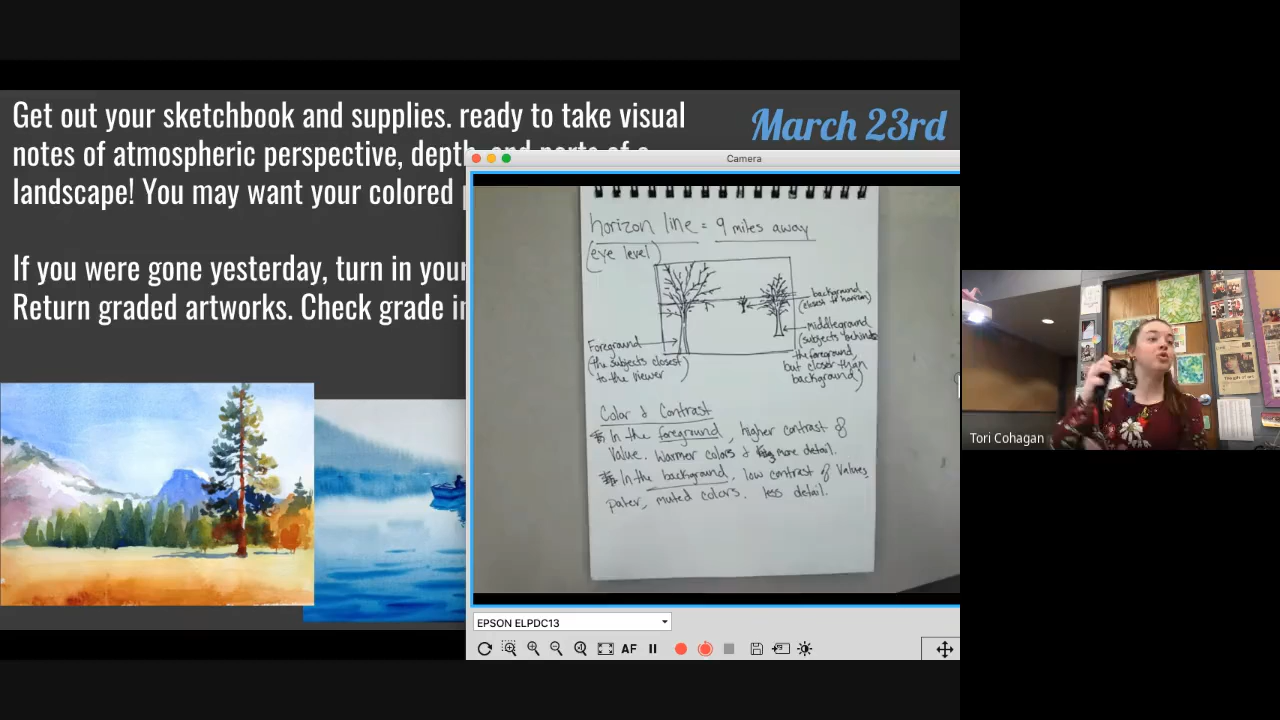 Get out your sketchbook and supplies. ready to take visual
notes of atmospheric perspective, depth, and parts of a
landscape! You may want your colored
If you were gone yesterday, turn in your
Return graded artworks. Check grade in
March 23rd
Camera
horizon line = 9 miles away
(eye level)
background
(closest to horizon)
middleground
(subjects behind
the foreground,
but closer than
background)
Foreground
(the subjects closest
to the viewer)
Color & Contrast
* In the foreground, higher contrast of
value. warmer colors & more detail.
* In the background, low contrast of values,
paler, muted colors. less detail.
EPSON ELPDC13
AF
Tori Cohagan